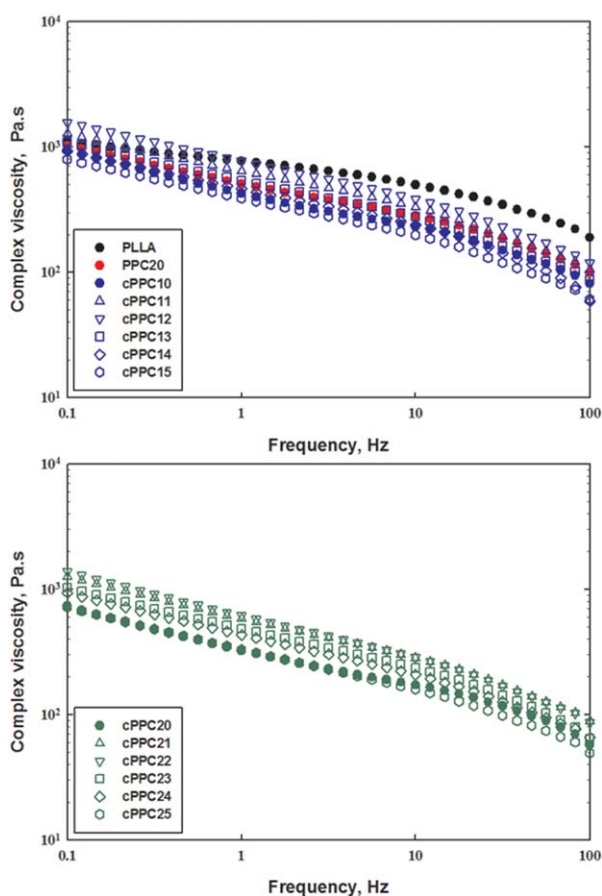 10⁴
10³
10²
10¹
Complex viscosity, Pa.s
PLLA
PPC20
cPPC10
cPPC11
cPPC12
cPPC13
cPPC14
cPPC15
0.1 1 10 100
Frequency, Hz
10⁴
10³
10²
10¹
Complex viscosity, Pa.s
cPPC20
cPPC21
cPPC22
cPPC23
cPPC24
cPPC25
0.1 1 10 100
Frequency, Hz